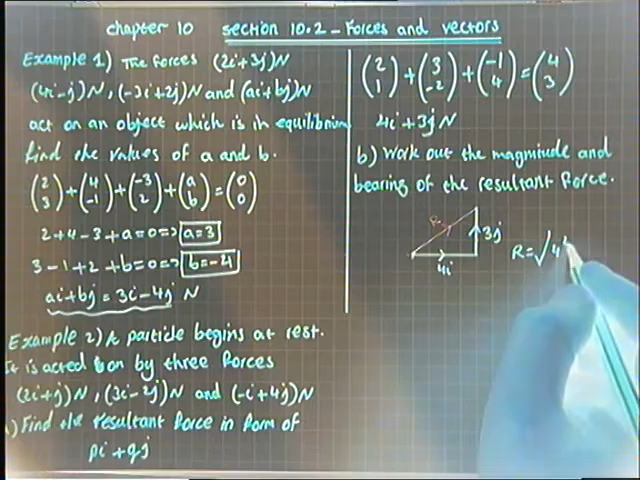 chapter 10 section 10.2 - Forces and vectors
Example 1) The forces (2i+3j)N
(4i-j)N, (-3i+2j)N and (ai+bj)N
act on an object which is in equilibrium
find the values of a and b.
(2 3) + (4 -1) + (-3 2) + (a b) = (0 0)
2+4-3+a=0=> a=3
3-1+2+b=0=> b=-4
ai+bj = 3i-4j N
Example 2) A particle begins at rest.
It is acted on by three forces
(2i+j)N, (3i-2j)N and (-i+4j)N
) Find the resultant force in form of
pi+qj
(2 1) + (3 -2) + (-1 4) = (4 3)
4i+3j N
b) Work out the magnitude and
bearing of the resultant force.
R
3j
4i
R=√4